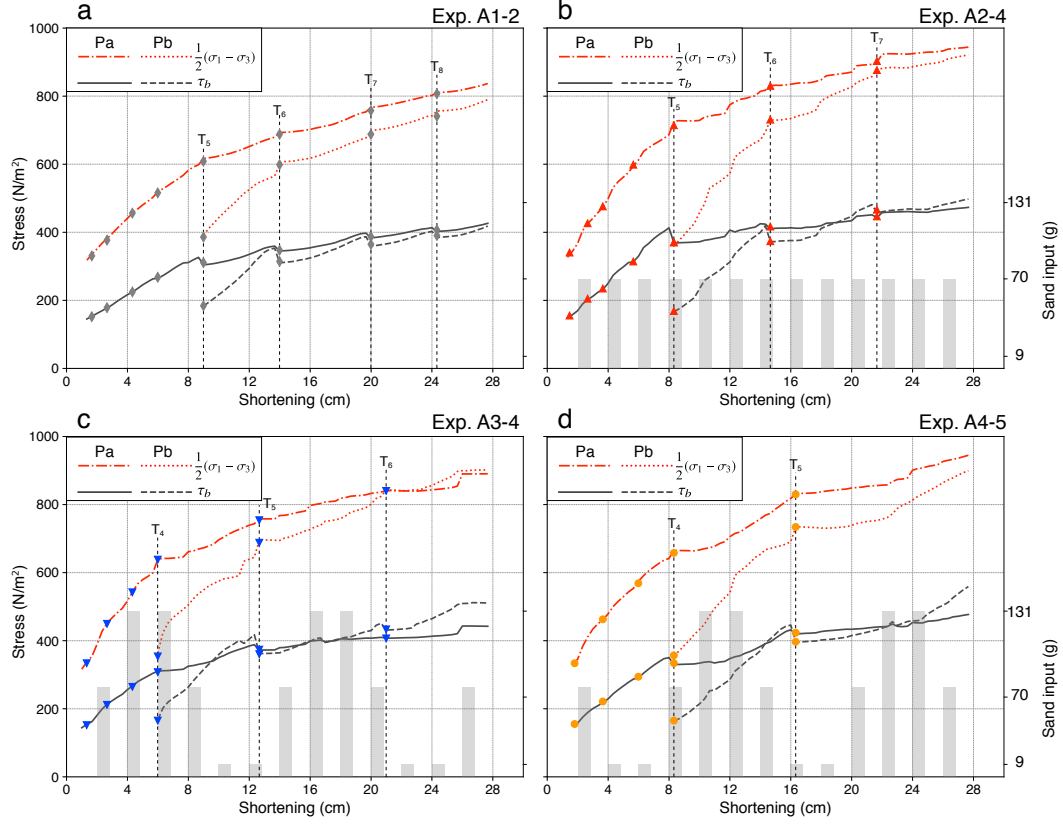 a Exp. A1-2
Pa Pb
1/2(σ₁ − σ₃)
τ_b
T₅
T₆
T₇
T₈
1000
800
600
400
200
0
Stress (N/m²)
0 4 8 12 16 20 24 28
Shortening (cm)
b Exp. A2-4
Pa Pb
1/2(σ₁ − σ₃)
τ_b
T₅
T₆
T₇
131
70
9
Sand input (g)
0 4 8 12 16 20 24 28
Shortening (cm)
c Exp. A3-4
Pa Pb
1/2(σ₁ − σ₃)
τ_b
T₄
T₅
T₆
1000
800
600
400
200
0
Stress (N/m²)
0 4 8 12 16 20 24 28
Shortening (cm)
d Exp. A4-5
Pa Pb
1/2(σ₁ − σ₃)
τ_b
T₄
T₅
131
70
9
Sand input (g)
0 4 8 12 16 20 24 28
Shortening (cm)